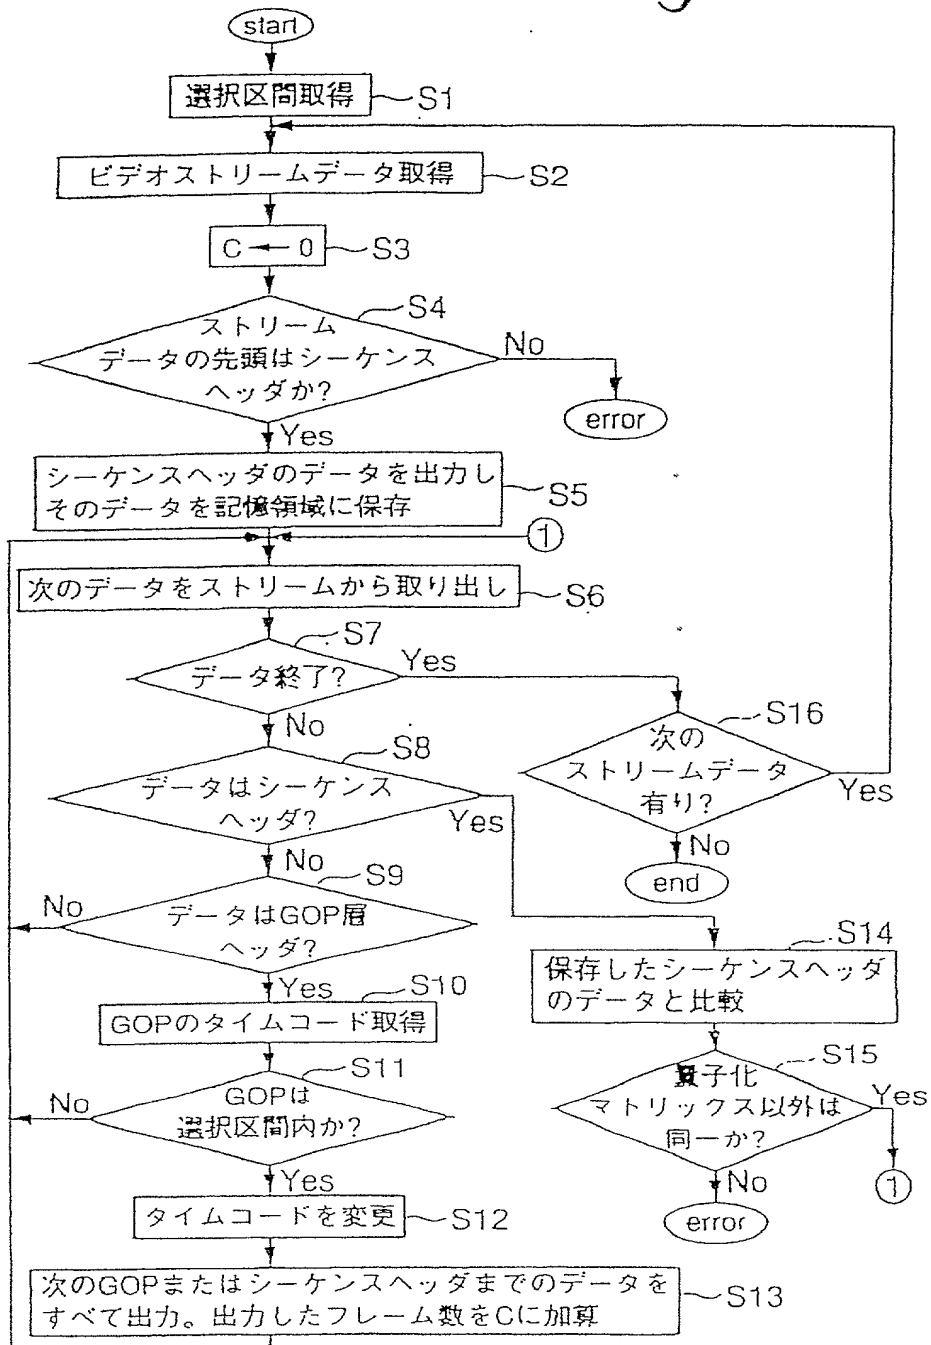 start
選択区間取得
S1
ビデオストリームデータ取得
S2
C ← 0
S3
S4
ストリーム
データの先頭はシーケンス
ヘッダか?
No
error
Yes
シーケンスヘッダのデータを出力し
そのデータを記憶領域に保存
S5
①
次のデータをストリームから取り出し
S6
S7
データ終了?
Yes
No
S16
次の
ストリームデータ
有り?
Yes
No
end
S8
データはシーケンス
ヘッダ?
Yes
No
S9
データはGOP層
ヘッダ?
No
Yes
S10
GOPのタイムコード取得
S14
保存したシーケンスヘッダ
のデータと比較
S11
GOPは
選択区間内か?
No
Yes
S15
量子化
マトリックス以外は
同一か?
Yes
①
No
error
タイムコードを変更
S12
次のGOPまたはシーケンスヘッダまでのデータを
すべて出力。出力したフレーム数をCに加算
S13